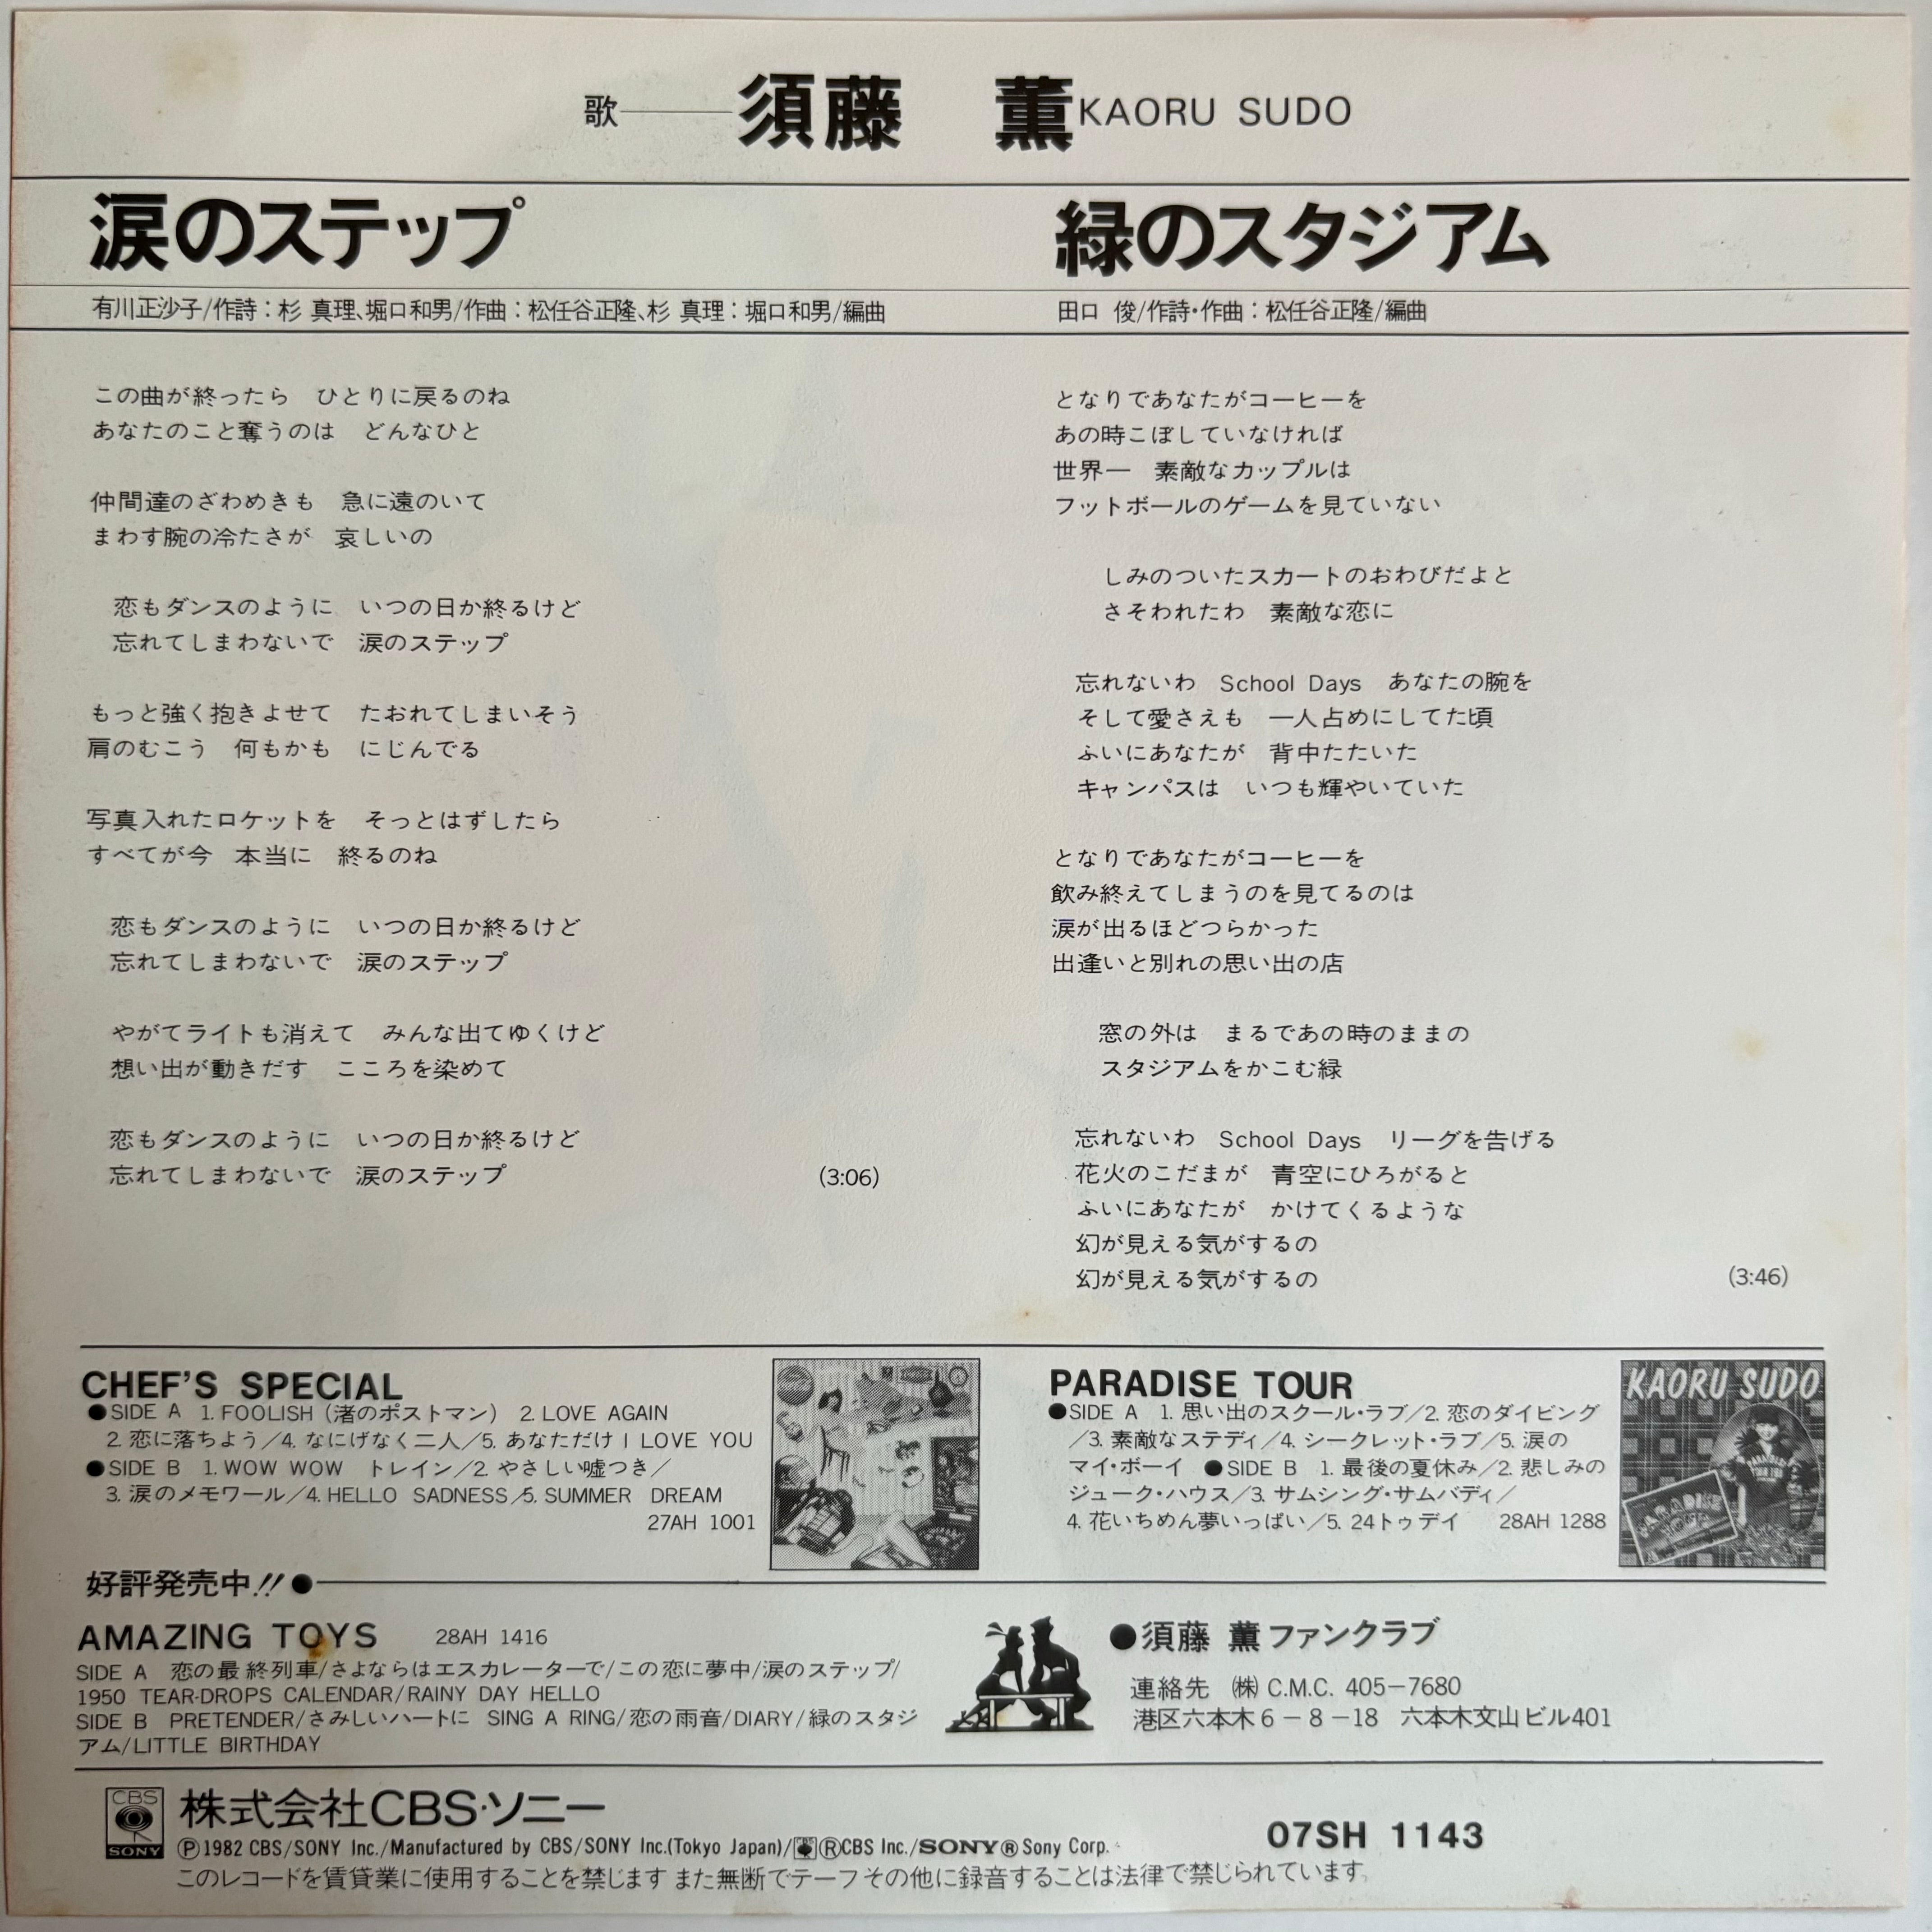 歌——須藤　薫 KAORU SUDO
涙のステップ
有川正沙子/作詩：杉 真理、堀口和男/作曲：松任谷正隆、杉 真理：堀口和男/編曲
この曲が終ったら　ひとりに戻るのね
あなたのこと奪うのは　どんなひと
仲間達のざわめきも　急に遠のいて
まわす腕の冷たさが　哀しいの
恋もダンスのように　いつの日か終るけど
忘れてしまわないで　涙のステップ
もっと強く抱きよせて　たおれてしまいそう
肩のむこう　何もかも　にじんでる
写真入れたロケットを　そっとはずしたら
すべてが今　本当に　終るのね
恋もダンスのように　いつの日か終るけど
忘れてしまわないで　涙のステップ
やがてライトも消えて　みんな出てゆくけど
想い出が動きだす　こころを染めて
恋もダンスのように　いつの日か終るけど
忘れてしまわないで　涙のステップ
(3:06)
緑のスタジアム
田口 俊/作詩・作曲：松任谷正隆/編曲
となりであなたがコーヒーを
あの時こぼしていなければ
世界一　素敵なカップルは
フットボールのゲームを見ていない
しみのついたスカートのおわびだよと
さそわれたわ　素敵な恋に
忘れないわ　School Days　あなたの腕を
そして愛さえも　一人占めにしてた頃
ふいにあなたが　背中たたいた
キャンパスは　いつも輝やいていた
となりであなたがコーヒーを
飲み終えてしまうのを見てるのは
涙が出るほどつらかった
出逢いと別れの思い出の店
窓の外は　まるであの時のままの
スタジアムをかこむ緑
忘れないわ　School Days　リーグを告げる
花火のこだまが　青空にひろがると
ふいにあなたが　かけてくるような
幻が見える気がするの
幻が見える気がするの
(3:46)
CHEF'S SPECIAL
●SIDE A　1. FOOLISH（渚のポストマン）　2. LOVE AGAIN
2. 恋に落ちよう／4. なにげなく二人／5. あなただけ I LOVE YOU
●SIDE B　1. WOW WOW　トレイン／2. やさしい嘘つき／
3. 涙のメモワール／4. HELLO SADNESS／5. SUMMER DREAM
27AH 1001
PARADISE TOUR
●SIDE A　1. 思い出のスクール・ラブ／2. 恋のダイビング
／3. 素敵なステディ／4. シークレット・ラブ／5. 涙の
マイ・ボーイ　●SIDE B　1. 最後の夏休み／2. 悲しみの
ジューク・ハウス／3. サムシング・サムバディ／
4. 花いちめん夢いっぱい／5. 24トゥデイ　28AH 1288
KAORU SUDO
PARADISE
好評発売中!!●
AMAZING TOYS　28AH 1416
SIDE A　恋の最終列車/さよならはエスカレーターで/この恋に夢中/涙のステップ/
1950 TEAR-DROPS CALENDAR/RAINY DAY HELLO
SIDE B　PRETENDER/さみしいハートに SING A RING/恋の雨音/DIARY/緑のスタジ
アム/LITTLE BIRTHDAY
●須藤 薫 ファンクラブ
連絡先　㈱ C.M.C. 405－7680
港区六本木6－8－18　六本木文山ビル401
CBS
SONY
株式会社CBS・ソニー
Ⓟ1982 CBS/SONY Inc./Manufactured by CBS/SONY Inc.(Tokyo Japan)/ⓇCBS Inc./SONY®Sony Corp.
07SH 1143
このレコードを賃貸業に使用することを禁じます また無断でテープその他に録音することは法律で禁じられています。